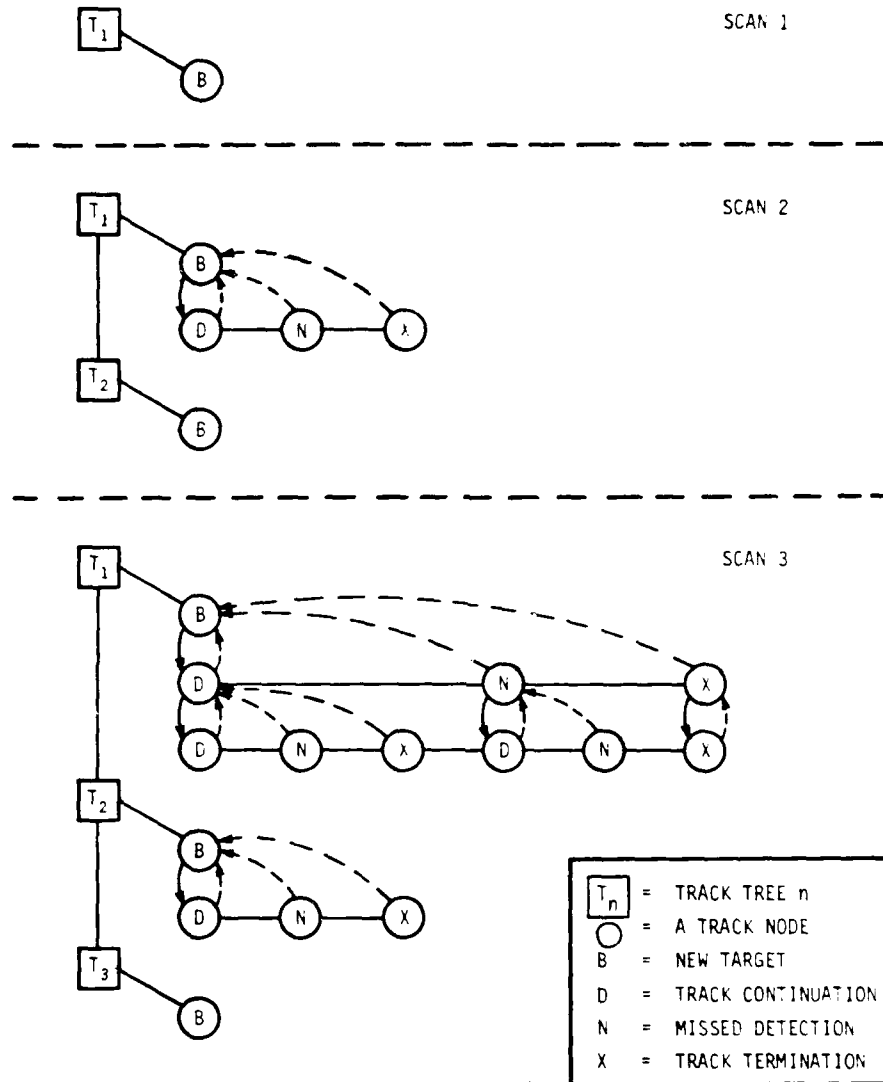 T1
SCAN 1
B
T1
SCAN 2
B
D N X
T2
B
T1
SCAN 3
B
D N X
D N X D N X
T2
B
Tn = TRACK TREE n
= A TRACK NODE
D N X
B = NEW TARGET
T3
D = TRACK CONTINUATION
B
N = MISSED DETECTION
X = TRACK TERMINATION